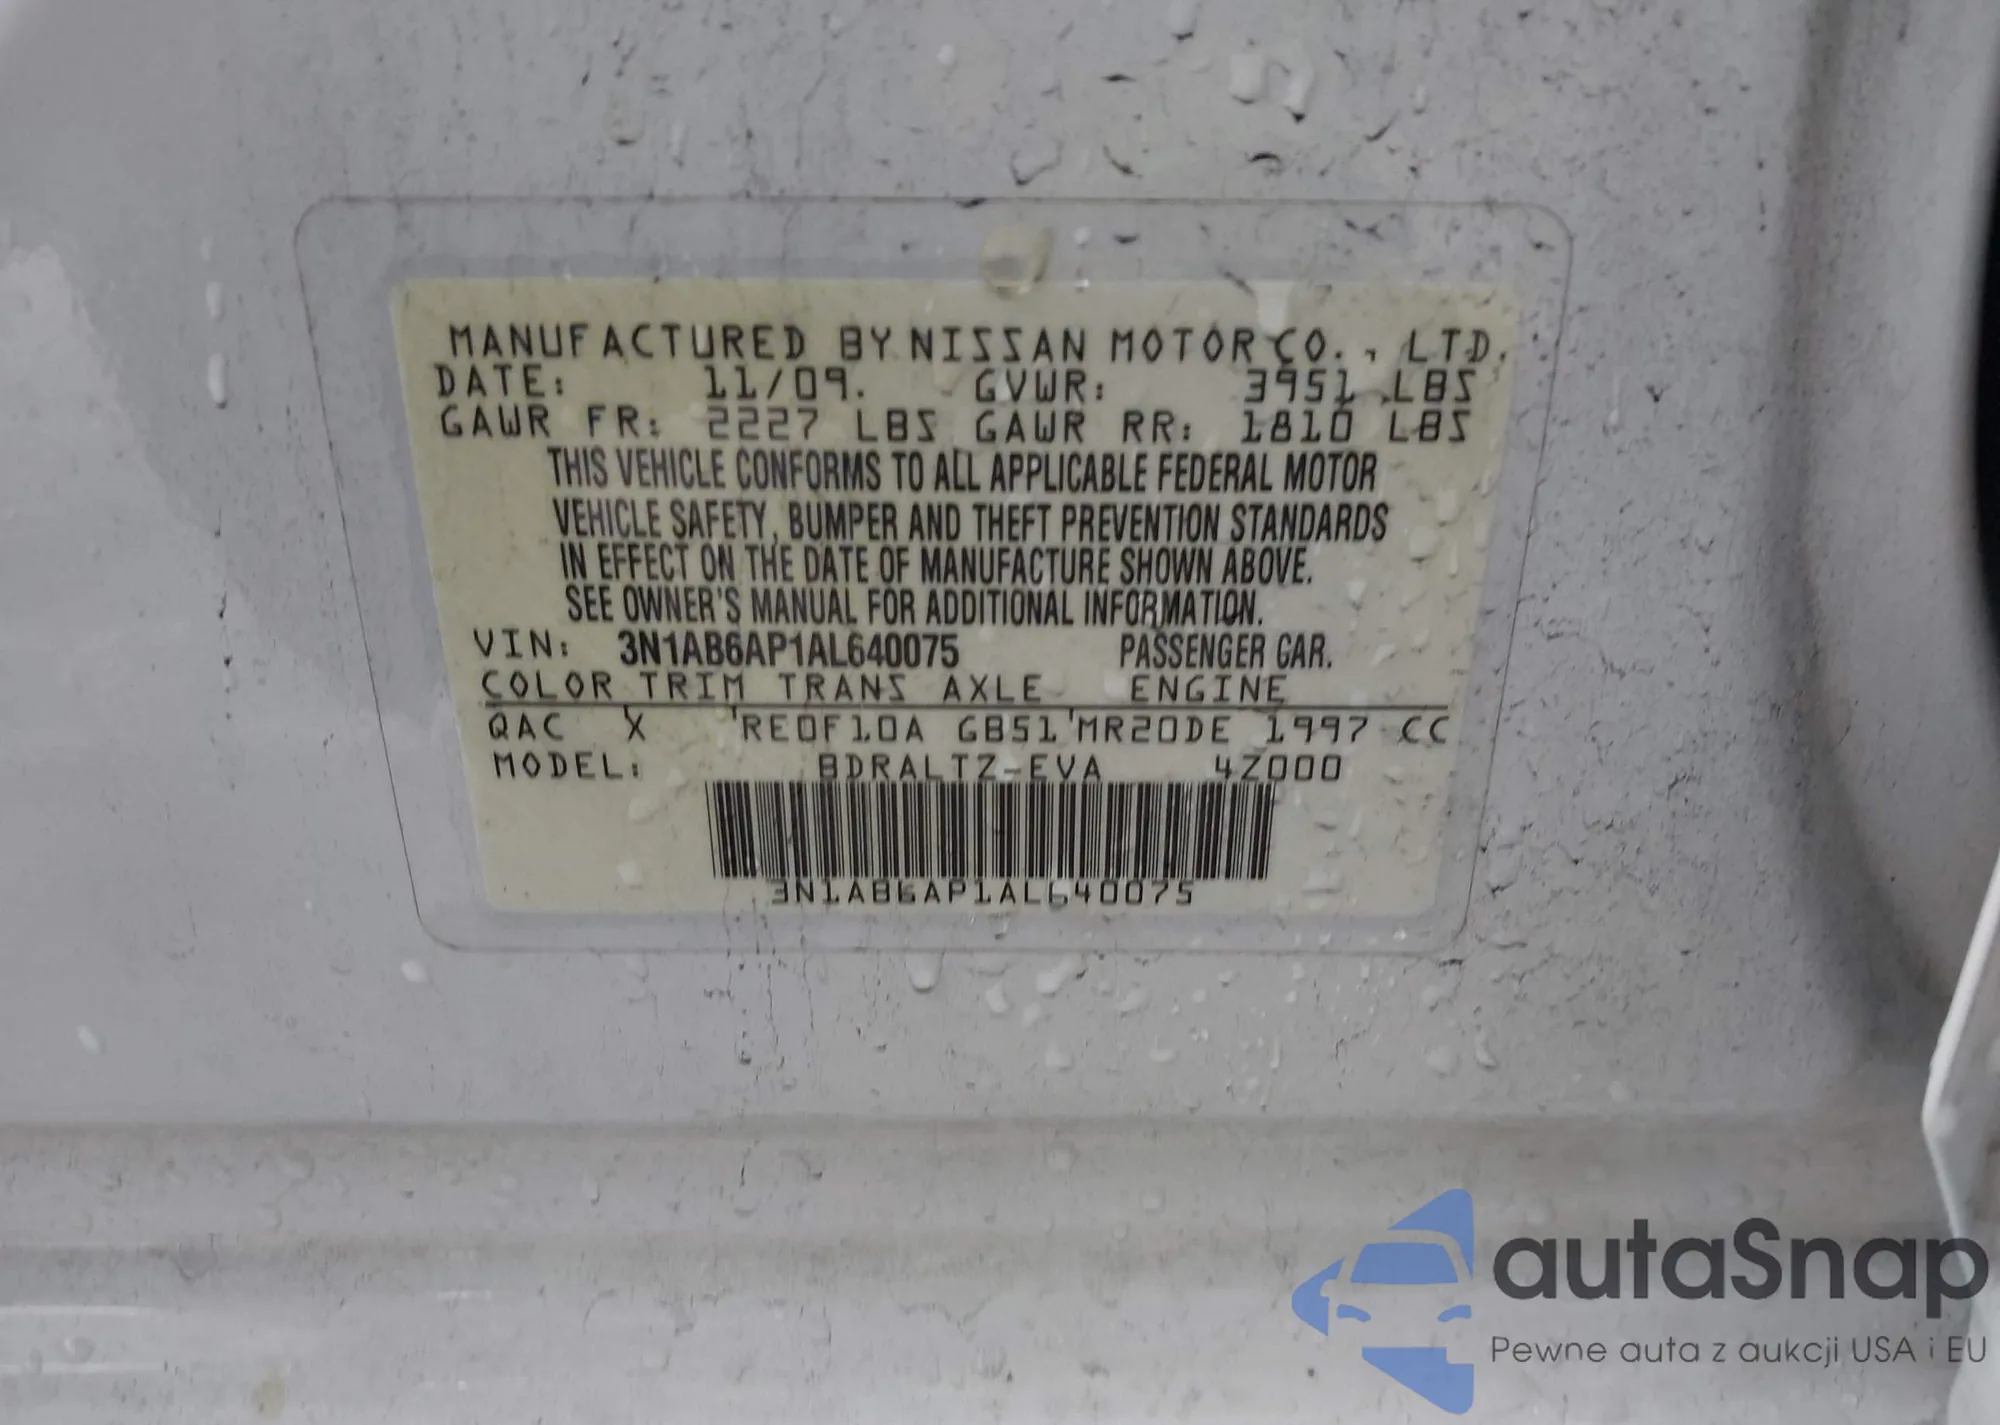 MANUFACTURED BY NISSAN MOTOR CO., LTD.
DATE: 11/09. GVWR: 3951 LBS
GAWR FR: 2227 LBS GAWR RR: 1810 LBS
THIS VEHICLE CONFORMS TO ALL APPLICABLE FEDERAL MOTOR
VEHICLE SAFETY, BUMPER AND THEFT PREVENTION STANDARDS
IN EFFECT ON THE DATE OF MANUFACTURE SHOWN ABOVE.
SEE OWNER'S MANUAL FOR ADDITIONAL INFORMATION.
VIN: 3N1AB6AP1AL640075 PASSENGER CAR.
COLOR TRIM TRANS AXLE ENGINE
QAC X RE0F10A GB51 MR20DE 1997 CC
MODEL: BDRALTZ-EVA 4Z000
3N1AB6AP1AL640075
autaSnap
Pewne auta z aukcji USA i EU